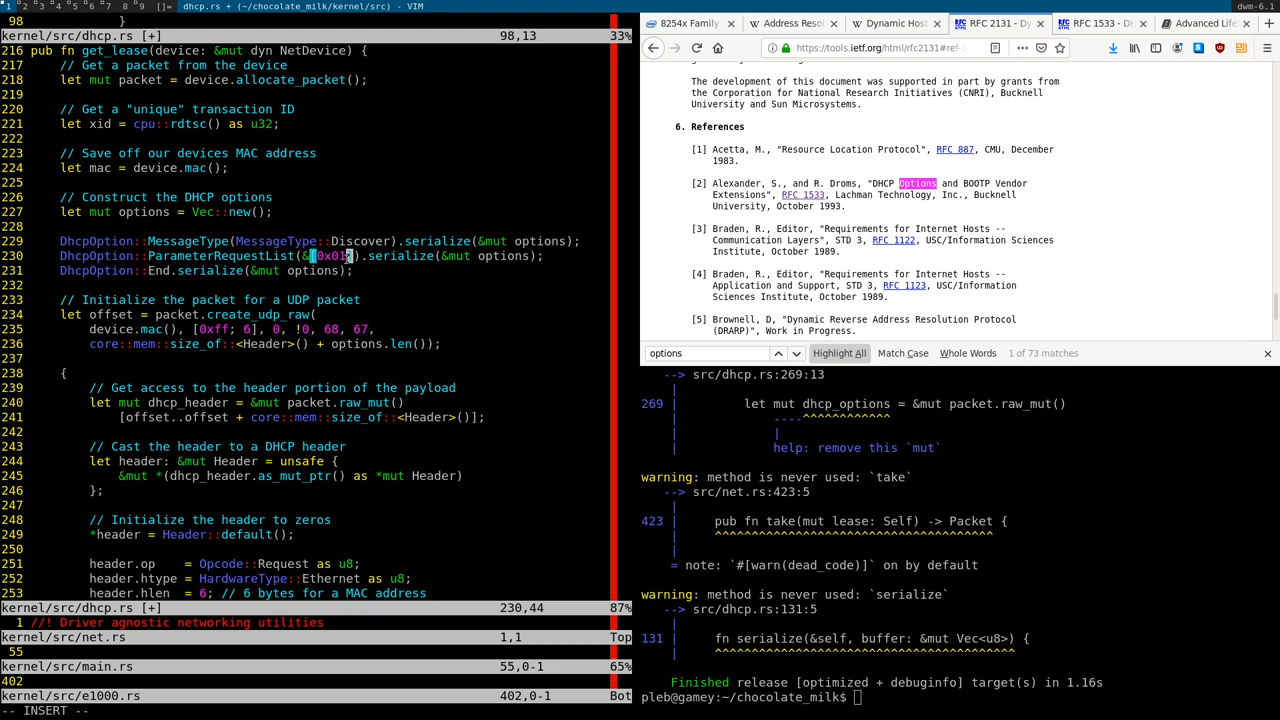 1 2 3 4 5 6 7 8 9 []= dhcp.rs + (~/chocolate_milk/kernel/src) - VIM
dwm-6.1
98 }
kernel/src/dhcp.rs [+] 98,13 33%
216 pub fn get_lease(device: &mut dyn NetDevice) {
217 // Get a packet from the device
218 let mut packet = device.allocate_packet();
219
220 // Get a "unique" transaction ID
221 let xid = cpu::rdtsc() as u32;
222
223 // Save off our devices MAC address
224 let mac = device.mac();
225
226 // Construct the DHCP options
227 let mut options = Vec::new();
228
229 DhcpOption::MessageType(MessageType::Discover).serialize(&mut options);
230 DhcpOption::ParameterRequestList(&[0x01]).serialize(&mut options);
231 DhcpOption::End.serialize(&mut options);
232
233 // Initialize the packet for a UDP packet
234 let offset = packet.create_udp_raw(
235 device.mac(), [0xff; 6], 0, !0, 68, 67,
236 core::mem::size_of::<Header>() + options.len());
237
238 {
239 // Get access to the header portion of the payload
240 let mut dhcp_header = &mut packet.raw_mut()
241 [offset..offset + core::mem::size_of::<Header>()];
242
243 // Cast the header to a DHCP header
244 let header: &mut Header = unsafe {
245 &mut *(dhcp_header.as_mut_ptr() as *mut Header)
246 };
247
248 // Initialize the header to zeros
249 *header = Header::default();
250
251 header.op = Opcode::Request as u8;
252 header.htype = HardwareType::Ethernet as u8;
253 header.hlen = 6; // 6 bytes for a MAC address
kernel/src/dhcp.rs [+] 230,44 87%
1 //! Driver agnostic networking utilities
kernel/src/net.rs 1,1 Top
55
kernel/src/main.rs 55,0-1 65%
402
kernel/src/e1000.rs 402,0-1 Bot
-- INSERT --
8254x Family
Address Resol
Dynamic Host
RFC 2131 - Dy
RFC 1533 - DH
Advanced Life
https://tools.ietf.org/html/rfc2131#ref-
The development of this document was supported in part by grants from
the Corporation for National Research Initiatives (CNRI), Bucknell
University and Sun Microsystems.
6. References
[1] Acetta, M., "Resource Location Protocol", RFC 887, CMU, December
1983.
[2] Alexander, S., and R. Droms, "DHCP Options and BOOTP Vendor
Extensions", RFC 1533, Lachman Technology, Inc., Bucknell
University, October 1993.
[3] Braden, R., Editor, "Requirements for Internet Hosts --
Communication Layers", STD 3, RFC 1122, USC/Information Sciences
Institute, October 1989.
[4] Braden, R., Editor, "Requirements for Internet Hosts --
Application and Support, STD 3, RFC 1123, USC/Information
Sciences Institute, October 1989.
[5] Brownell, D, "Dynamic Reverse Address Resolution Protocol
(DRARP)", Work in Progress.
options Highlight All Match Case Whole Words 1 of 73 matches
--> src/dhcp.rs:269:13
|
269 | let mut dhcp_options = &mut packet.raw_mut()
| ----^^^^^^^^^^^^
| |
| help: remove this `mut`
warning: method is never used: `take`
--> src/net.rs:423:5
|
423 | pub fn take(mut lease: Self) -> Packet {
| ^^^^^^^^^^^^^^^^^^^^^^^^^^^^^^^^^^^^^^
|
= note: `#[warn(dead_code)]` on by default
warning: method is never used: `serialize`
--> src/dhcp.rs:131:5
|
131 | fn serialize(&self, buffer: &mut Vec<u8>) {
| ^^^^^^^^^^^^^^^^^^^^^^^^^^^^^^^^^^^^^^^^^
Finished release [optimized + debuginfo] target(s) in 1.16s
pleb@gamey:~/chocolate_milk$